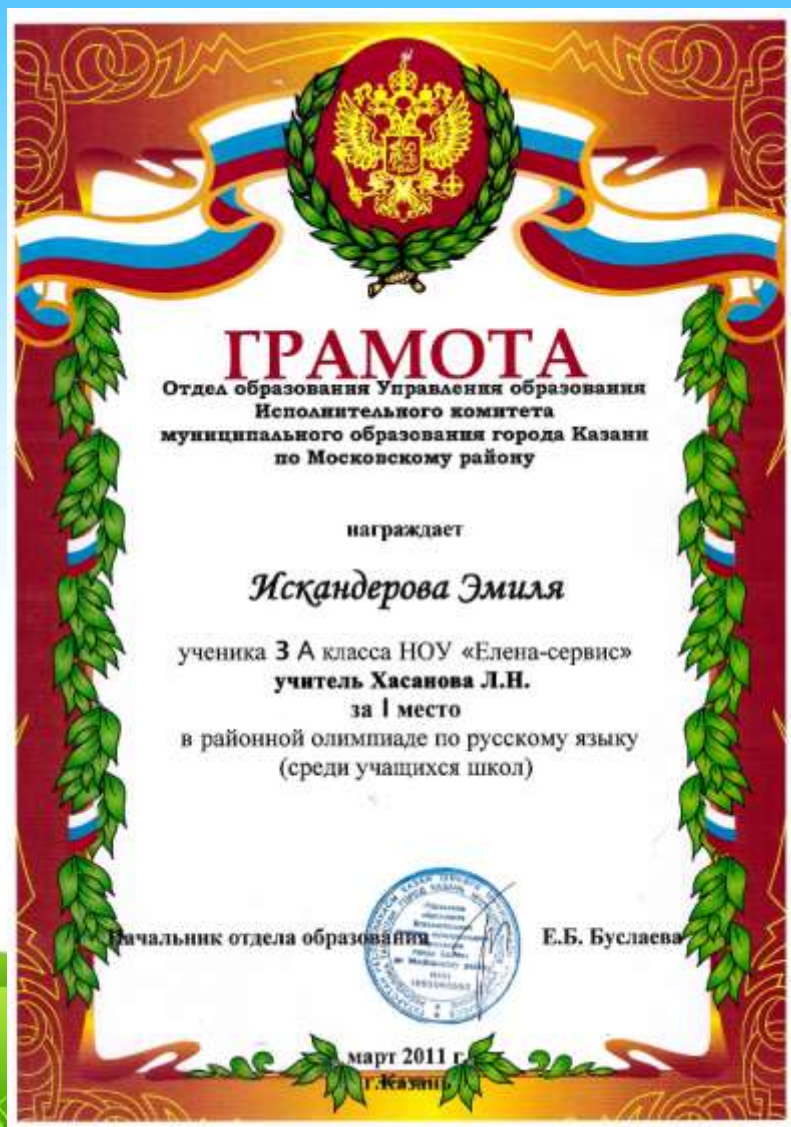 ГРАМОТА
Отдел образования Управления образования
Исполнительного комитета
муниципального образования города Казани
по Московскому району
награждает
Искандерова Эмиля
ученика 3 А класса НОУ «Елена-сервис»
учитель Хасанова Л.Н.
за I место
в районной олимпиаде по русскому языку
(среди учащихся школ)
Начальник отдела образования Е.Б. Буслаева
март 2011 г.
г.Казань